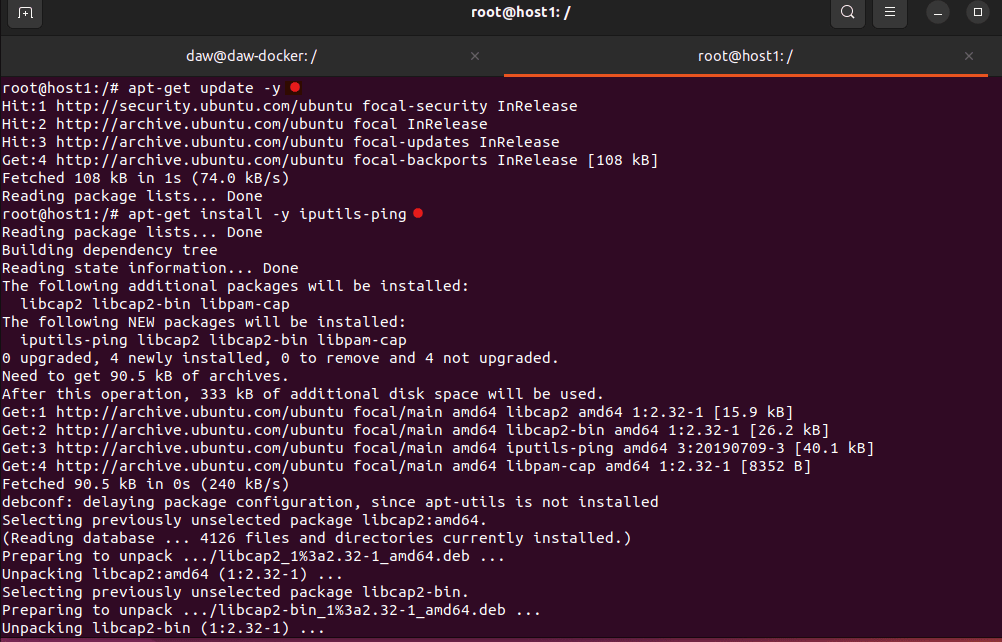 root@host1: /
daw@daw-docker: /
root@host1: /
root@host1:/# apt-get update -y
Hit:1 http://security.ubuntu.com/ubuntu focal-security InRelease
Hit:2 http://archive.ubuntu.com/ubuntu focal InRelease
Hit:3 http://archive.ubuntu.com/ubuntu focal-updates InRelease
Get:4 http://archive.ubuntu.com/ubuntu focal-backports InRelease [108 kB]
Fetched 108 kB in 1s (74.0 kB/s)
Reading package lists... Done
root@host1:/# apt-get install -y iputils-ping
Reading package lists... Done
Building dependency tree
Reading state information... Done
The following additional packages will be installed:
  libcap2 libcap2-bin libpam-cap
The following NEW packages will be installed:
  iputils-ping libcap2 libcap2-bin libpam-cap
0 upgraded, 4 newly installed, 0 to remove and 4 not upgraded.
Need to get 90.5 kB of archives.
After this operation, 333 kB of additional disk space will be used.
Get:1 http://archive.ubuntu.com/ubuntu focal/main amd64 libcap2 amd64 1:2.32-1 [15.9 kB]
Get:2 http://archive.ubuntu.com/ubuntu focal/main amd64 libcap2-bin amd64 1:2.32-1 [26.2 kB]
Get:3 http://archive.ubuntu.com/ubuntu focal/main amd64 iputils-ping amd64 3:20190709-3 [40.1 kB]
Get:4 http://archive.ubuntu.com/ubuntu focal/main amd64 libpam-cap amd64 1:2.32-1 [8352 B]
Fetched 90.5 kB in 0s (240 kB/s)
debconf: delaying package configuration, since apt-utils is not installed
Selecting previously unselected package libcap2:amd64.
(Reading database ... 4126 files and directories currently installed.)
Preparing to unpack .../libcap2_1%3a2.32-1_amd64.deb ...
Unpacking libcap2:amd64 (1:2.32-1) ...
Selecting previously unselected package libcap2-bin.
Preparing to unpack .../libcap2-bin_1%3a2.32-1_amd64.deb ...
Unpacking libcap2-bin (1:2.32-1) ...